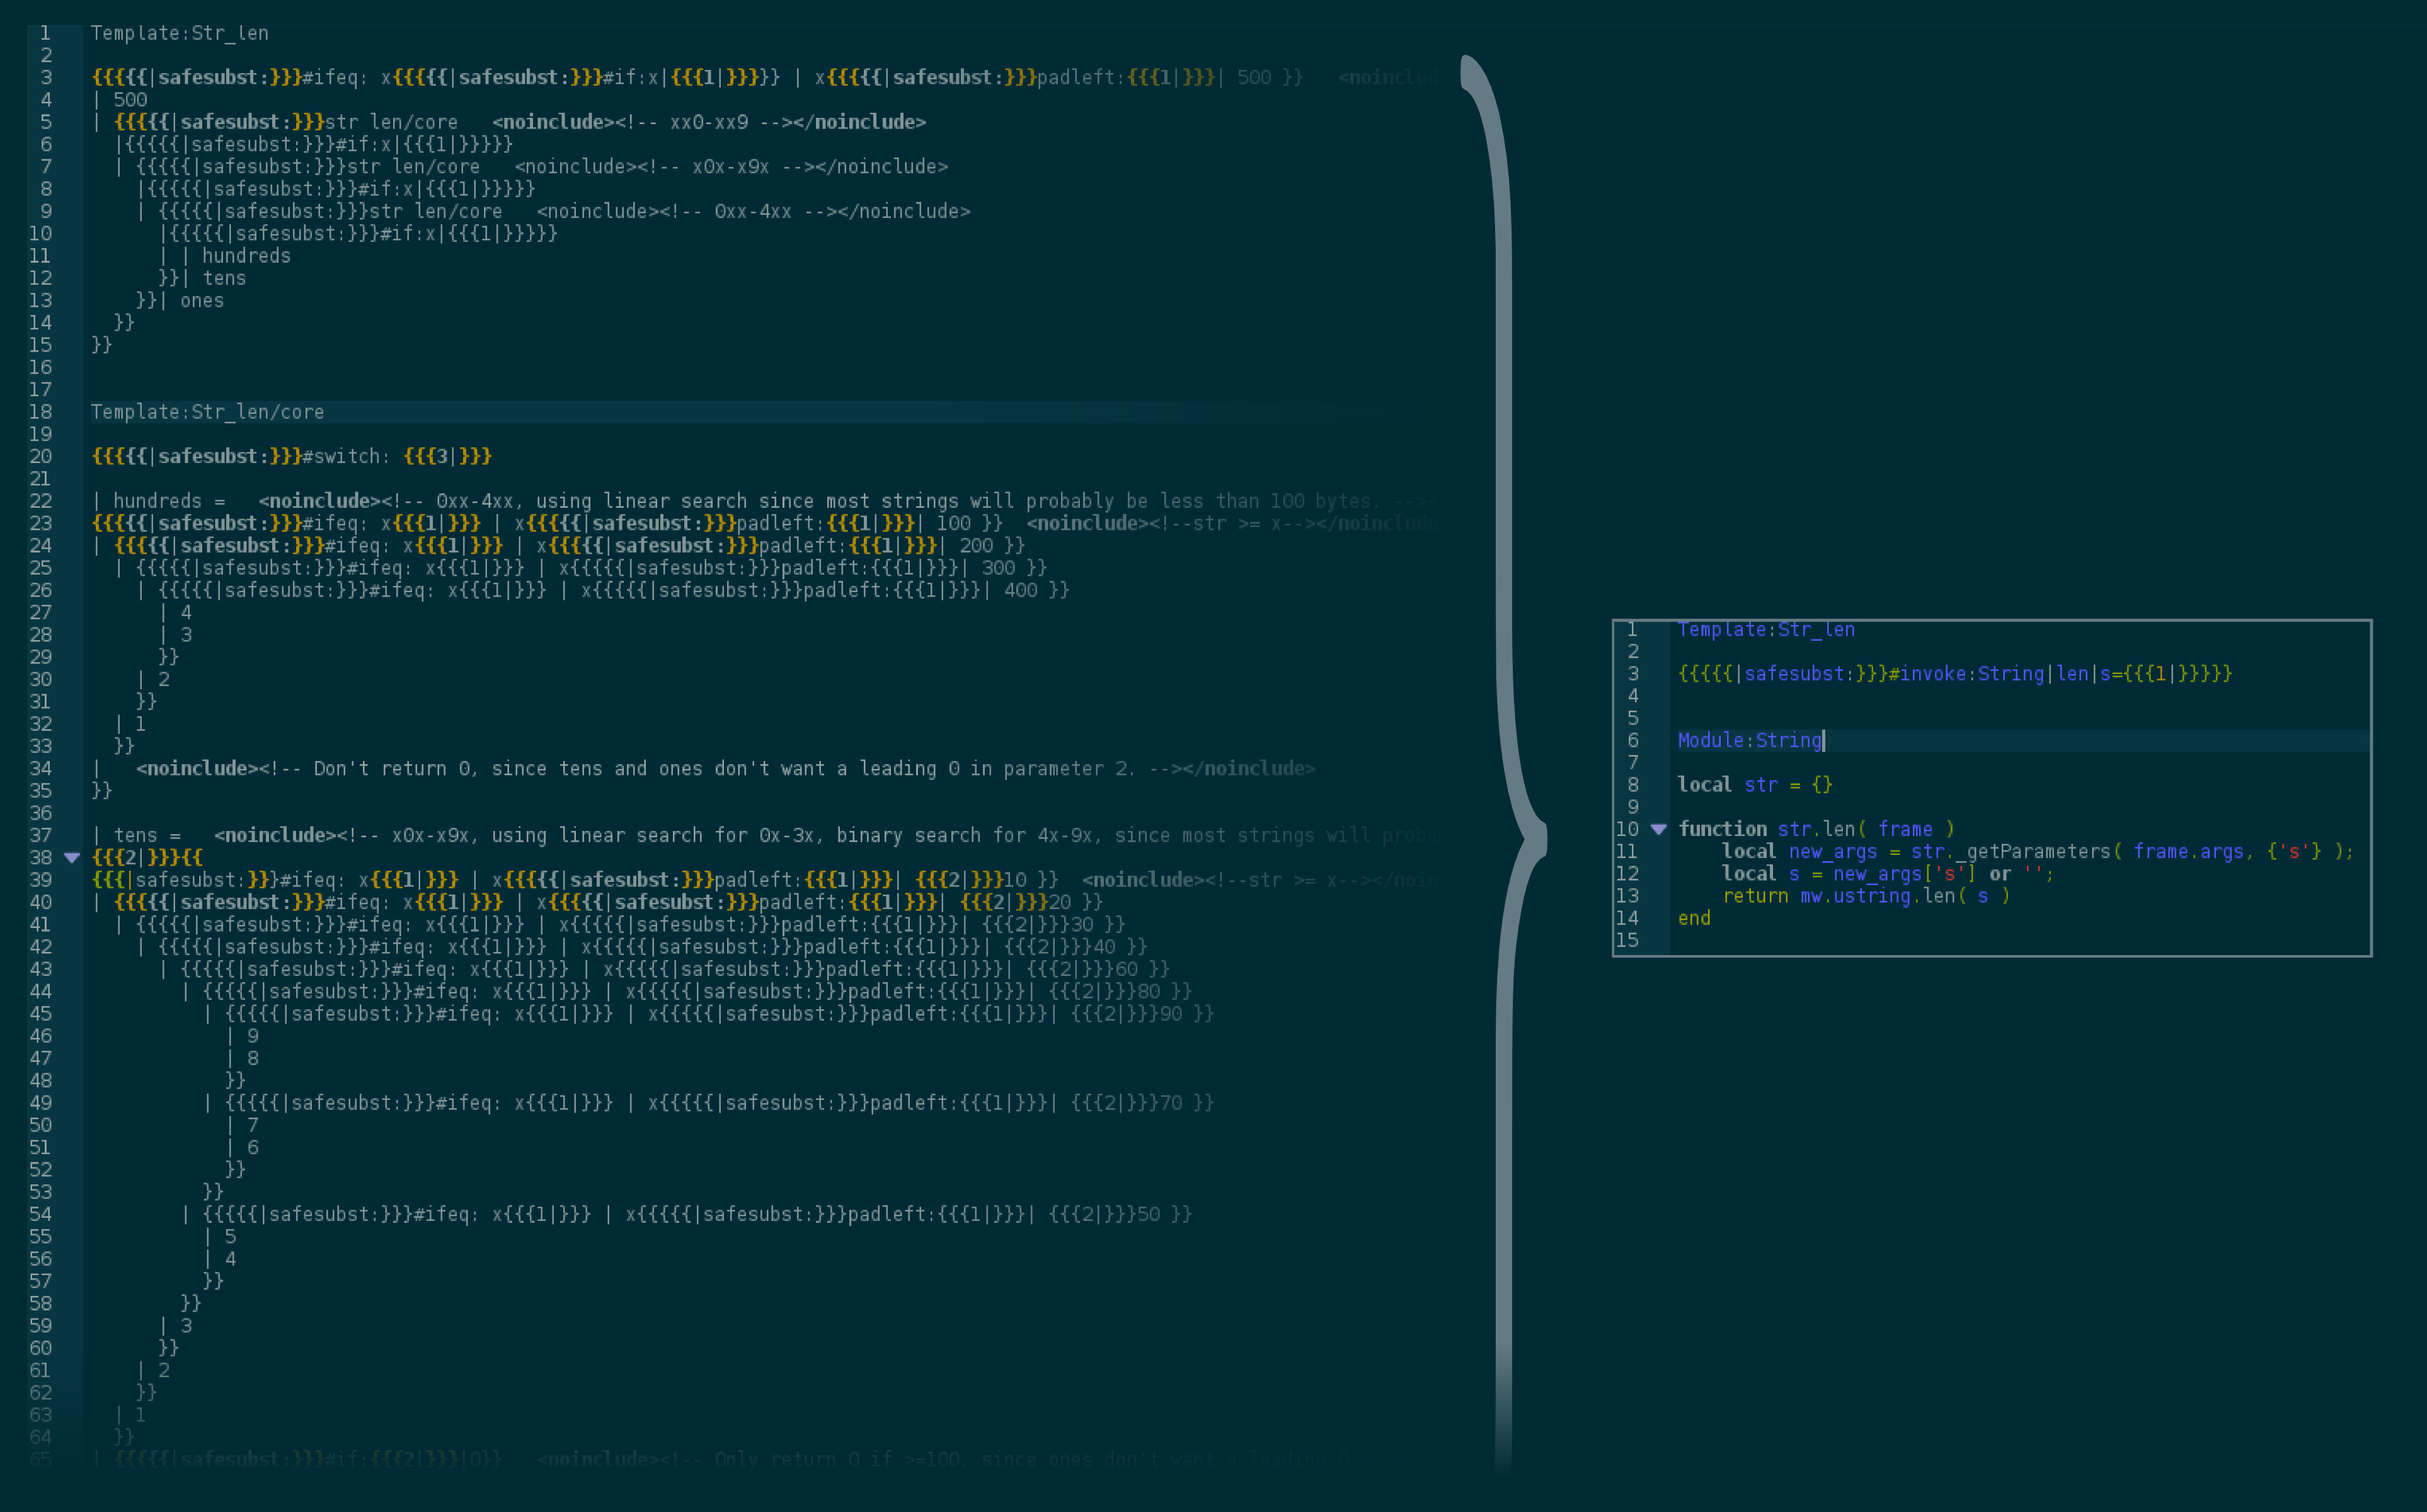 1 Template:Str_len
2
3 {{{{{|safesubst:}}}#ifeq: x{{{{{|safesubst:}}}#if:x|{{{1|}}}}} | x{{{{{|safesubst:}}}padleft:{{{1|}}}| 500 }}   <noinclud
4 | 500
5 | {{{{{|safesubst:}}}str len/core   <noinclude><!-- xx0-xx9 --></noinclude>
6   |{{{{{|safesubst:}}}#if:x|{{{1|}}}}}
7   | {{{{{|safesubst:}}}str len/core   <noinclude><!-- x0x-x9x --></noinclude>
8     |{{{{{|safesubst:}}}#if:x|{{{1|}}}}}
9     | {{{{{|safesubst:}}}str len/core   <noinclude><!-- 0xx-4xx --></noinclude>
10       |{{{{{|safesubst:}}}#if:x|{{{1|}}}}}
11       | | hundreds
12       }}| tens
13     }}| ones
14   }}
15 }}
16
17
18 Template:Str_len/core
19
20 {{{{{|safesubst:}}}#switch: {{{3|}}}
21
22 | hundreds =   <noinclude><!-- 0xx-4xx, using linear search since most strings will probably be less than 100 bytes. --><
23 {{{{{|safesubst:}}}#ifeq: x{{{1|}}} | x{{{{{|safesubst:}}}padleft:{{{1|}}}| 100 }}  <noinclude><!--str >= x--></noinclude
24 | {{{{{|safesubst:}}}#ifeq: x{{{1|}}} | x{{{{{|safesubst:}}}padleft:{{{1|}}}| 200 }}
25   | {{{{{|safesubst:}}}#ifeq: x{{{1|}}} | x{{{{{|safesubst:}}}padleft:{{{1|}}}| 300 }}
26     | {{{{{|safesubst:}}}#ifeq: x{{{1|}}} | x{{{{{|safesubst:}}}padleft:{{{1|}}}| 400 }}
27       | 4
28       | 3
29       }}
30     | 2
31     }}
32   | 1
33   }}
34 |   <noinclude><!-- Don't return 0, since tens and ones don't want a leading 0 in parameter 2. --></noinclude>
35 }}
36
37 | tens =   <noinclude><!-- x0x-x9x, using linear search for 0x-3x, binary search for 4x-9x, since most strings will
38 {{{2|}}}{{
39 {{{|safesubst:}}}#ifeq: x{{{1|}}} | x{{{{{|safesubst:}}}padleft:{{{1|}}}| {{{2|}}}10 }}  <noinclude><!--str >= x--></noin
40 | {{{{{|safesubst:}}}#ifeq: x{{{1|}}} | x{{{{{|safesubst:}}}padleft:{{{1|}}}| {{{2|}}}20 }}
41   | {{{{{|safesubst:}}}#ifeq: x{{{1|}}} | x{{{{{|safesubst:}}}padleft:{{{1|}}}| {{{2|}}}30 }}
42     | {{{{{|safesubst:}}}#ifeq: x{{{1|}}} | x{{{{{|safesubst:}}}padleft:{{{1|}}}| {{{2|}}}40 }}
43       | {{{{{|safesubst:}}}#ifeq: x{{{1|}}} | x{{{{{|safesubst:}}}padleft:{{{1|}}}| {{{2|}}}60 }}
44         | {{{{{|safesubst:}}}#ifeq: x{{{1|}}} | x{{{{{|safesubst:}}}padleft:{{{1|}}}| {{{2|}}}80 }}
45           | {{{{{|safesubst:}}}#ifeq: x{{{1|}}} | x{{{{{|safesubst:}}}padleft:{{{1|}}}| {{{2|}}}90 }}
46             | 9
47             | 8
48             }}
49           | {{{{{|safesubst:}}}#ifeq: x{{{1|}}} | x{{{{{|safesubst:}}}padleft:{{{1|}}}| {{{2|}}}70 }}
50             | 7
51             | 6
52             }}
53           }}
54         | {{{{{|safesubst:}}}#ifeq: x{{{1|}}} | x{{{{{|safesubst:}}}padleft:{{{1|}}}| {{{2|}}}50 }}
55           | 5
56           | 4
57           }}
58         }}
59       | 3
60       }}
61     | 2
62     }}
63   | 1
64   }}
65 | {{{{{|safesubst:}}}#if:{{{2|}}}|0}}   <noinclude><!-- Only return 0 if >=100, since ones don't want a leading 0
1 Template:Str_len
2
3 {{{{{|safesubst:}}}#invoke:String|len|s={{{1|}}}}}
4
5
6 Module:String
7
8 local str = {}
9
10 function str.len( frame )
11     local new_args = str._getParameters( frame.args, {'s'} );
12     local s = new_args['s'] or '';
13     return mw.ustring.len( s )
14 end
15